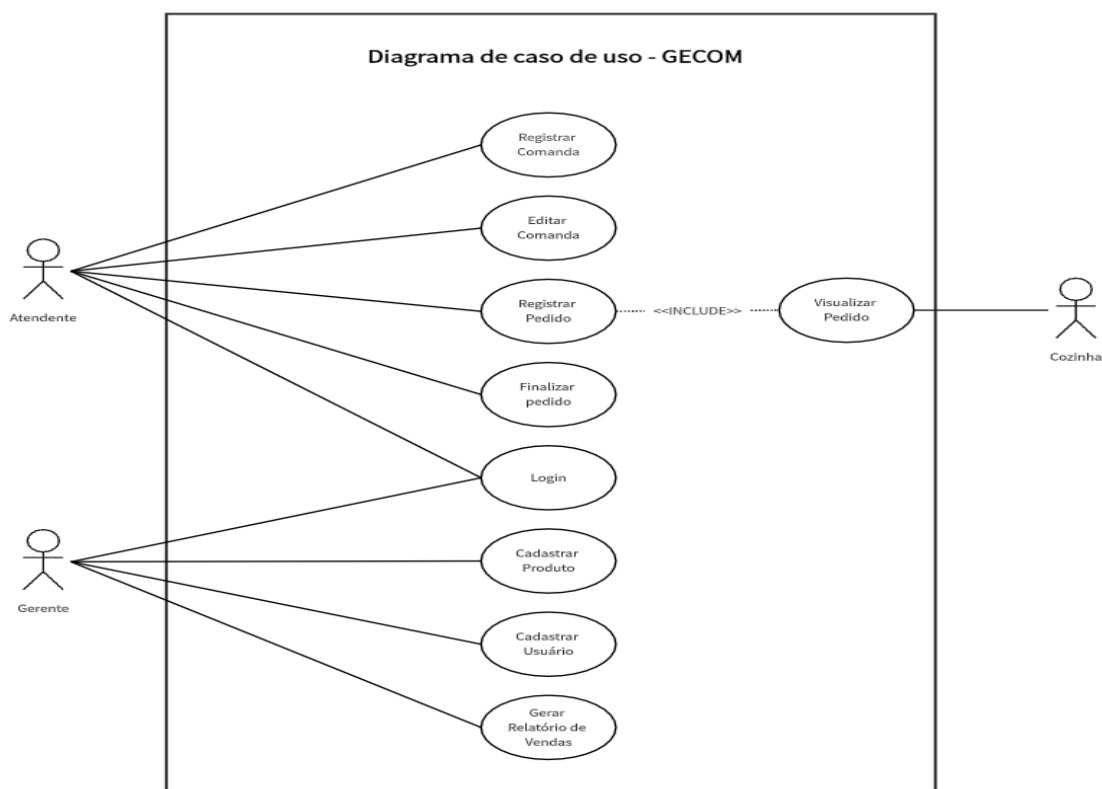 Diagrama de caso de uso - GECOM
Registrar
Comanda
Editar
Comanda
Atendente
Registrar
Pedido
<<INCLUDE>>
Visualizar
Pedido
Cozinha
Finalizar
pedido
Login
Gerente
Cadastrar
Produto
Cadastrar
Usuário
Gerar
Relatório de
Vendas